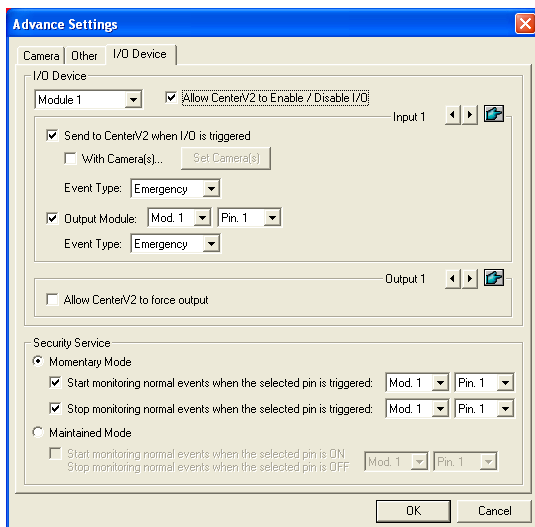 Advance Settings
Camera Other I/O Device
I/O Device
Module 1 Allow CenterV2 to Enable / Disable I/O
Input 1
Send to CenterV2 when I/O is triggered
With Camera(s)... Set Camera(s)
Event Type: Emergency
Output Module: Mod. 1 Pin. 1
Event Type: Emergency
Output 1
Allow CenterV2 to force output
Security Service
Momentary Mode
Start monitoring normal events when the selected pin is triggered: Mod. 1 Pin. 1
Stop monitoring normal events when the selected pin is triggered: Mod. 1 Pin. 1
Maintained Mode
Start monitoring normal events when the selected pin is ON
Stop monitoring normal events when the selected pin is OFF Mod. 1 Pin. 1
OK Cancel